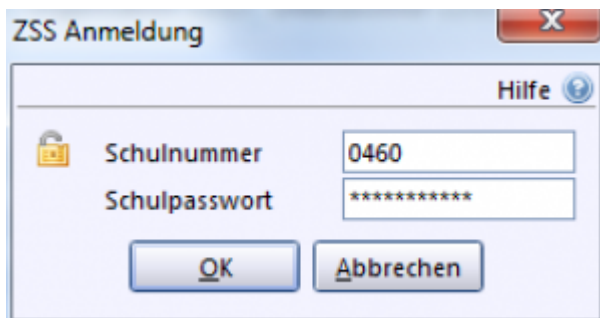 ZSS Anmeldung
Hilfe
Schulnummer 0460
Schulpasswort ***********
OK Abbrechen